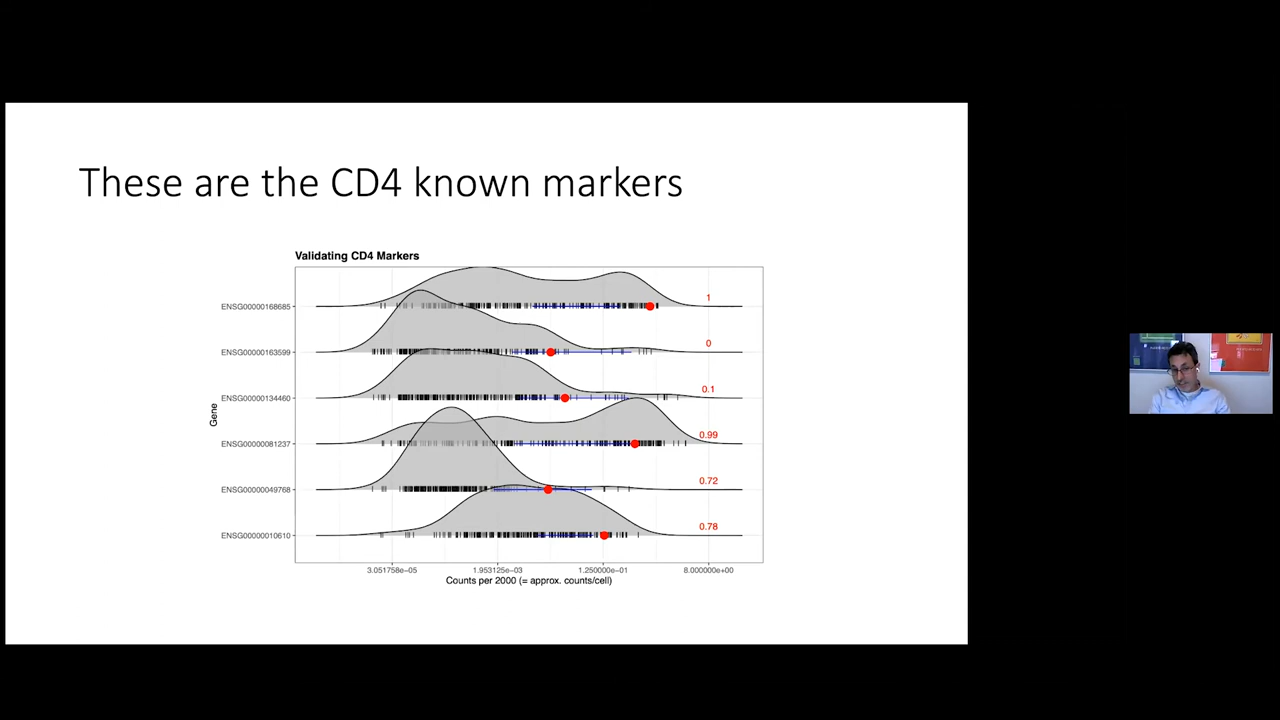 These are the CD4 known markers
Validating CD4 Markers
ENSG00000168685
1
ENSG00000163599
0
ENSG00000134460
0.1
Gene
ENSG00000081237
0.99
ENSG00000049768
0.72
ENSG00000010610
0.78
3.051758e-05 1.953125e-03 1.250000e-01 8.000000e+00
Counts per 2000 (= approx. counts/cell)